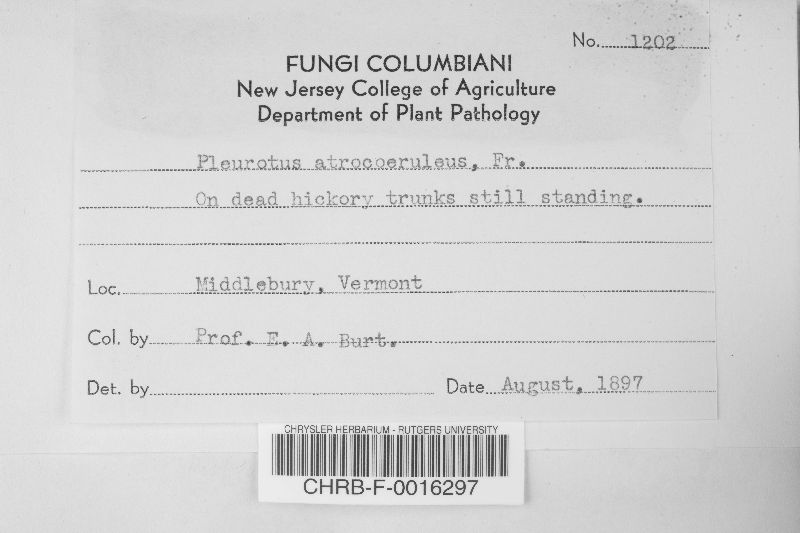 No. 1202
FUNGI COLUMBIANI
New Jersey College of Agriculture
Department of Plant Pathology
Pleurotus atrocoeruleus, Fr.
On dead hickory trunks still standing.
Loc. Middlebury, Vermont
Col. by Prof. E. A. Burt.
Det. by
Date August, 1897
CHRYSLER HERBARIUM - RUTGERS UNIVERSITY
CHRB-F-0016297